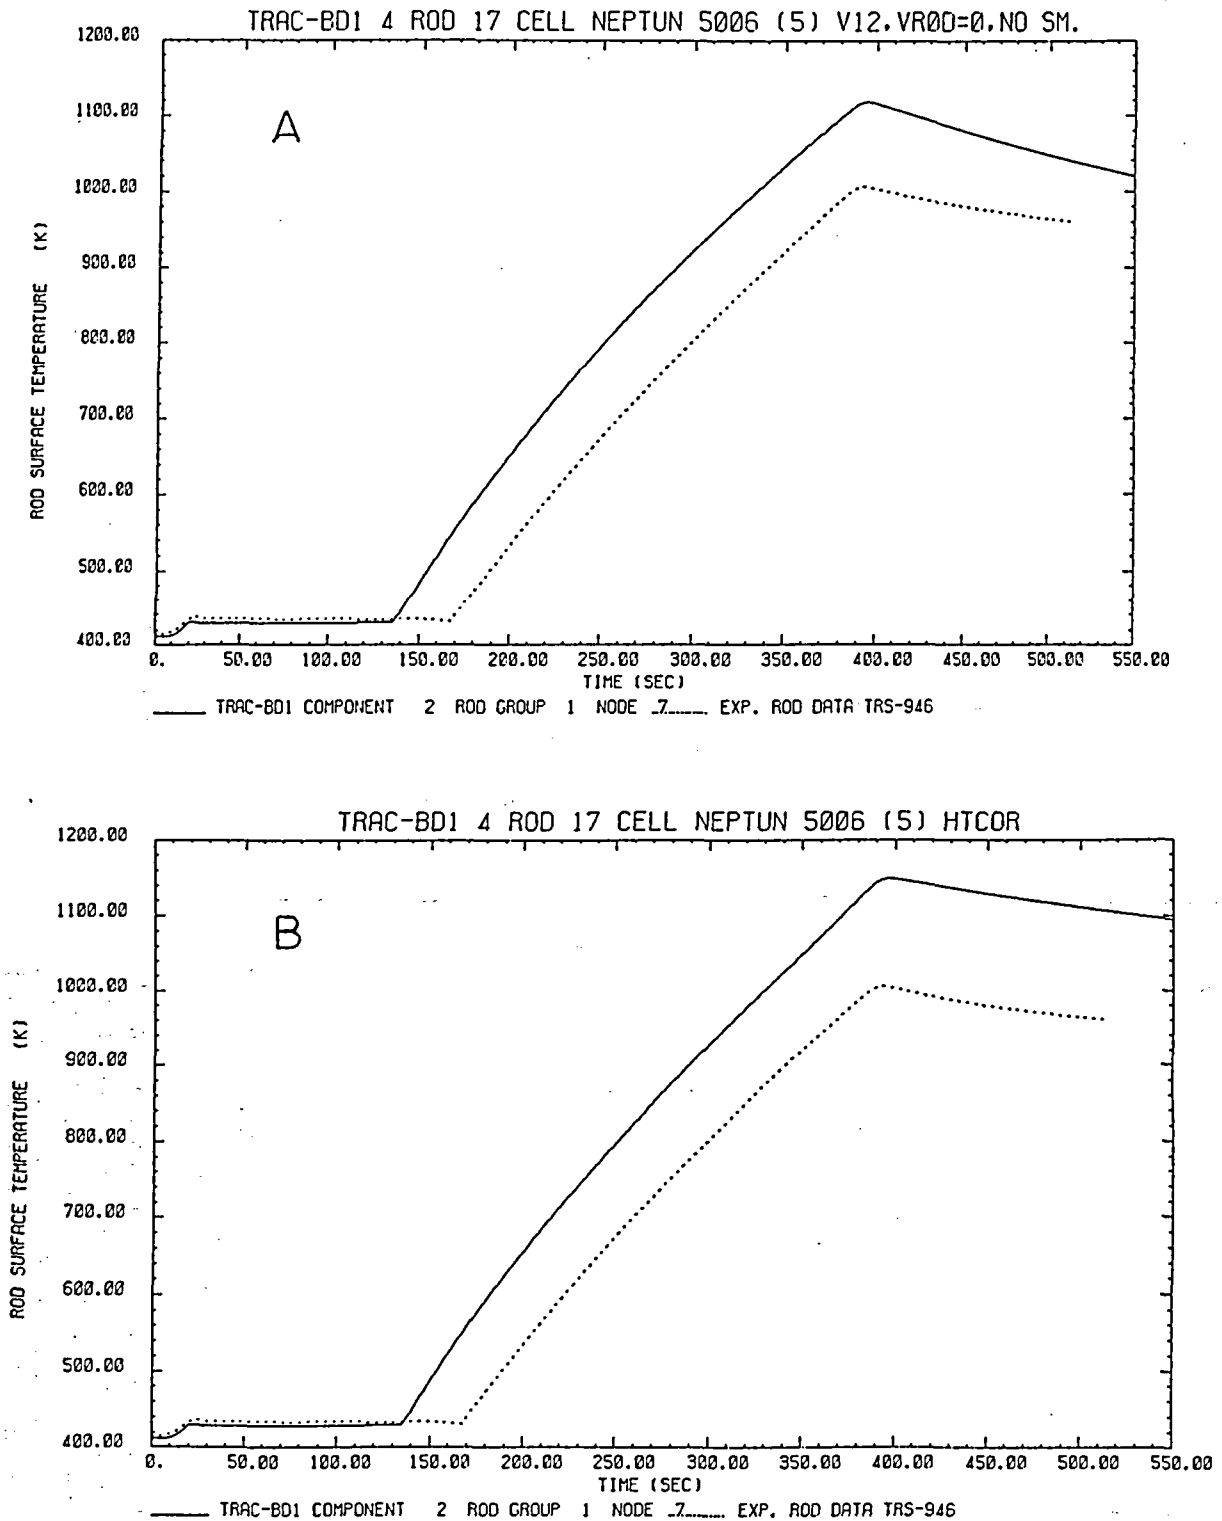 TRAC-BD1 4 ROD 17 CELL NEPTUN 5006 (5) V12.VR0D=0.NO SM.
1200.00
1100.00
1000.00
900.00
800.00
700.00
600.00
500.00
400.00
ROD SURFACE TEMPERATURE (K)
A
0. 50.00 100.00 150.00 200.00 250.00 300.00 350.00 400.00 450.00 500.00 550.00
TIME (SEC)
TRAC-BD1 COMPONENT 2 ROD GROUP 1 NODE 7 EXP. ROD DATA TRS-946
TRAC-BD1 4 ROD 17 CELL NEPTUN 5006 (5) HTCOR
1200.00
1100.00
1000.00
900.00
800.00
700.00
600.00
500.00
400.00
ROD SURFACE TEMPERATURE (K)
B
0. 50.00 100.00 150.00 200.00 250.00 300.00 350.00 400.00 450.00 500.00 550.00
TIME (SEC)
TRAC-BD1 COMPONENT 2 ROD GROUP 1 NODE 7 EXP. ROD DATA TRS-946